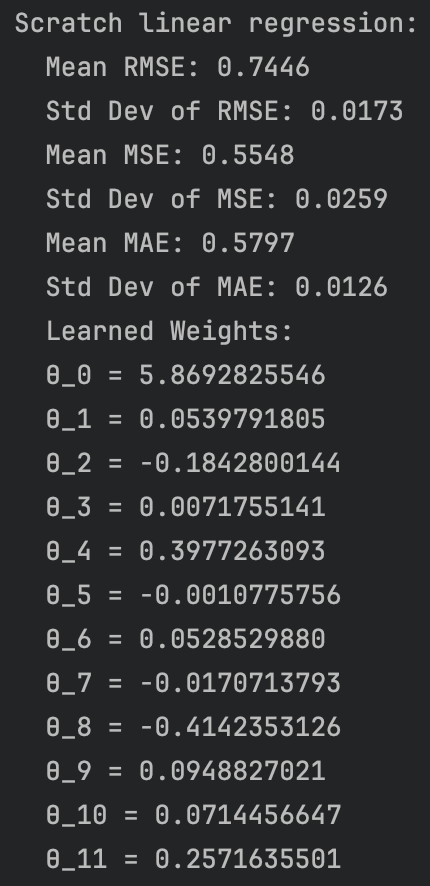 Scratch linear regression:
Mean RMSE: 0.7446
Std Dev of RMSE: 0.0173
Mean MSE: 0.5548
Std Dev of MSE: 0.0259
Mean MAE: 0.5797
Std Dev of MAE: 0.0126
Learned Weights:
θ_0 = 5.8692825546
θ_1 = 0.0539791805
θ_2 = -0.1842800144
θ_3 = 0.0071755141
θ_4 = 0.3977263093
θ_5 = -0.0010775756
θ_6 = 0.0528529880
θ_7 = -0.0170713793
θ_8 = -0.4142353126
θ_9 = 0.0948827021
θ_10 = 0.0714456647
θ_11 = 0.2571635501